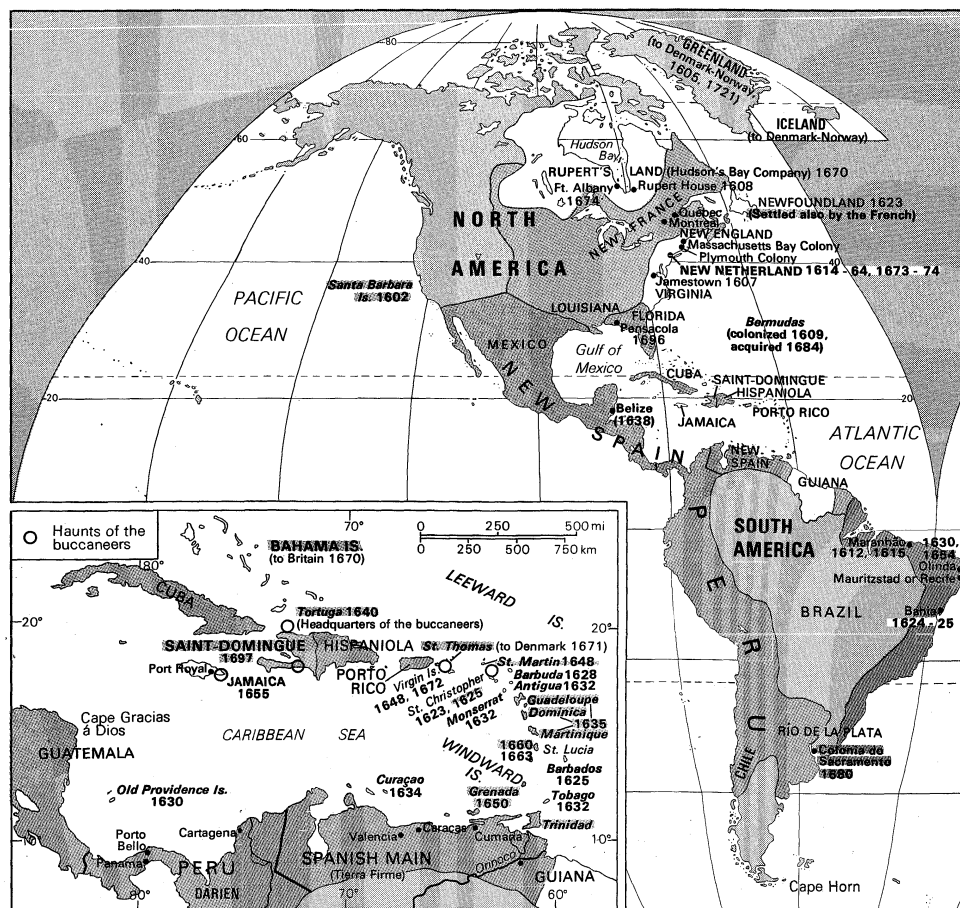 80
GREENLAND
(to Denmark-Norway,
1605, 1721)
ICELAND
(to Denmark-Norway)
60
Hudson
Bay
RUPERT'S LAND (Hudson's Bay Company) 1670
Ft. Albany
1674
Rupert House 1608
NEWFOUNDLAND 1623
(Settled also by the French)
NORTH
AMERICA
NEW FRANCE
Québec
Montreal
NEW ENGLAND
Massachusetts Bay Colony
Plymouth Colony
NEW NETHERLAND 1614 - 64, 1673 - 74
Jamestown 1607
VIRGINIA
40
40
Santa Barbara
Is. 1602
PACIFIC
OCEAN
LOUISIANA
FLORIDA
Pensacola
1696
Bermudas
(colonized 1609,
acquired 1684)
MEXICO
Gulf of
Mexico
NEW SPAIN
CUBA
SAINT-DOMINGUE
HISPANIOLA
PORTO RICO
JAMAICA
Belize
(1638)
20
20
20
ATLANTIC
OCEAN
NEW
SPAIN
GUIANA
PERU
SOUTH
AMERICA
Maranhão
1612, 1615
1630,
1654
Olinda
Mauritzstad or Recife
BRAZIL
Bahia
1624 - 25
RÍO DE LA PLATA
Colonia de
Sacramento
1680
CHILE
Cape Horn
Haunts of the
buccaneers
70°
0 250 500 mi
0 250 500 750 km
BAHAMA IS.
(to Britain 1670)
80°
CUBA
LEEWARD
IS.
20°
20°
Tortuga 1640
(Headquarters of the buccaneers)
SAINT-DOMINGUE
1697
HISPANIOLA
St. Thomas (to Denmark 1671)
Port Royal
JAMAICA
1655
PORTO
RICO
Virgin Is.
1648, 1672
St. Christopher
1623, 1625
Monserrat
1632
St. Martin 1648
Barbuda 1628
Antigua 1632
Guadeloupe
Dominica
1635
Martinique
Cape Gracias
á Dios
GUATEMALA
CARIBBEAN SEA
WINDWARD
IS.
1660
1663
St. Lucia
Barbados
1625
Old Providence Is.
1630
Curaçao
1634
Grenada
1650
Tobago
1632
Trinidad
Porto
Bello
Panama
Cartagena
Valencia
Caracas
Cumaná
10°
10°
PERU
DARIEN
SPANISH MAIN
(Tierra Firme)
Orinoco
GUIANA
80°
70°
60°